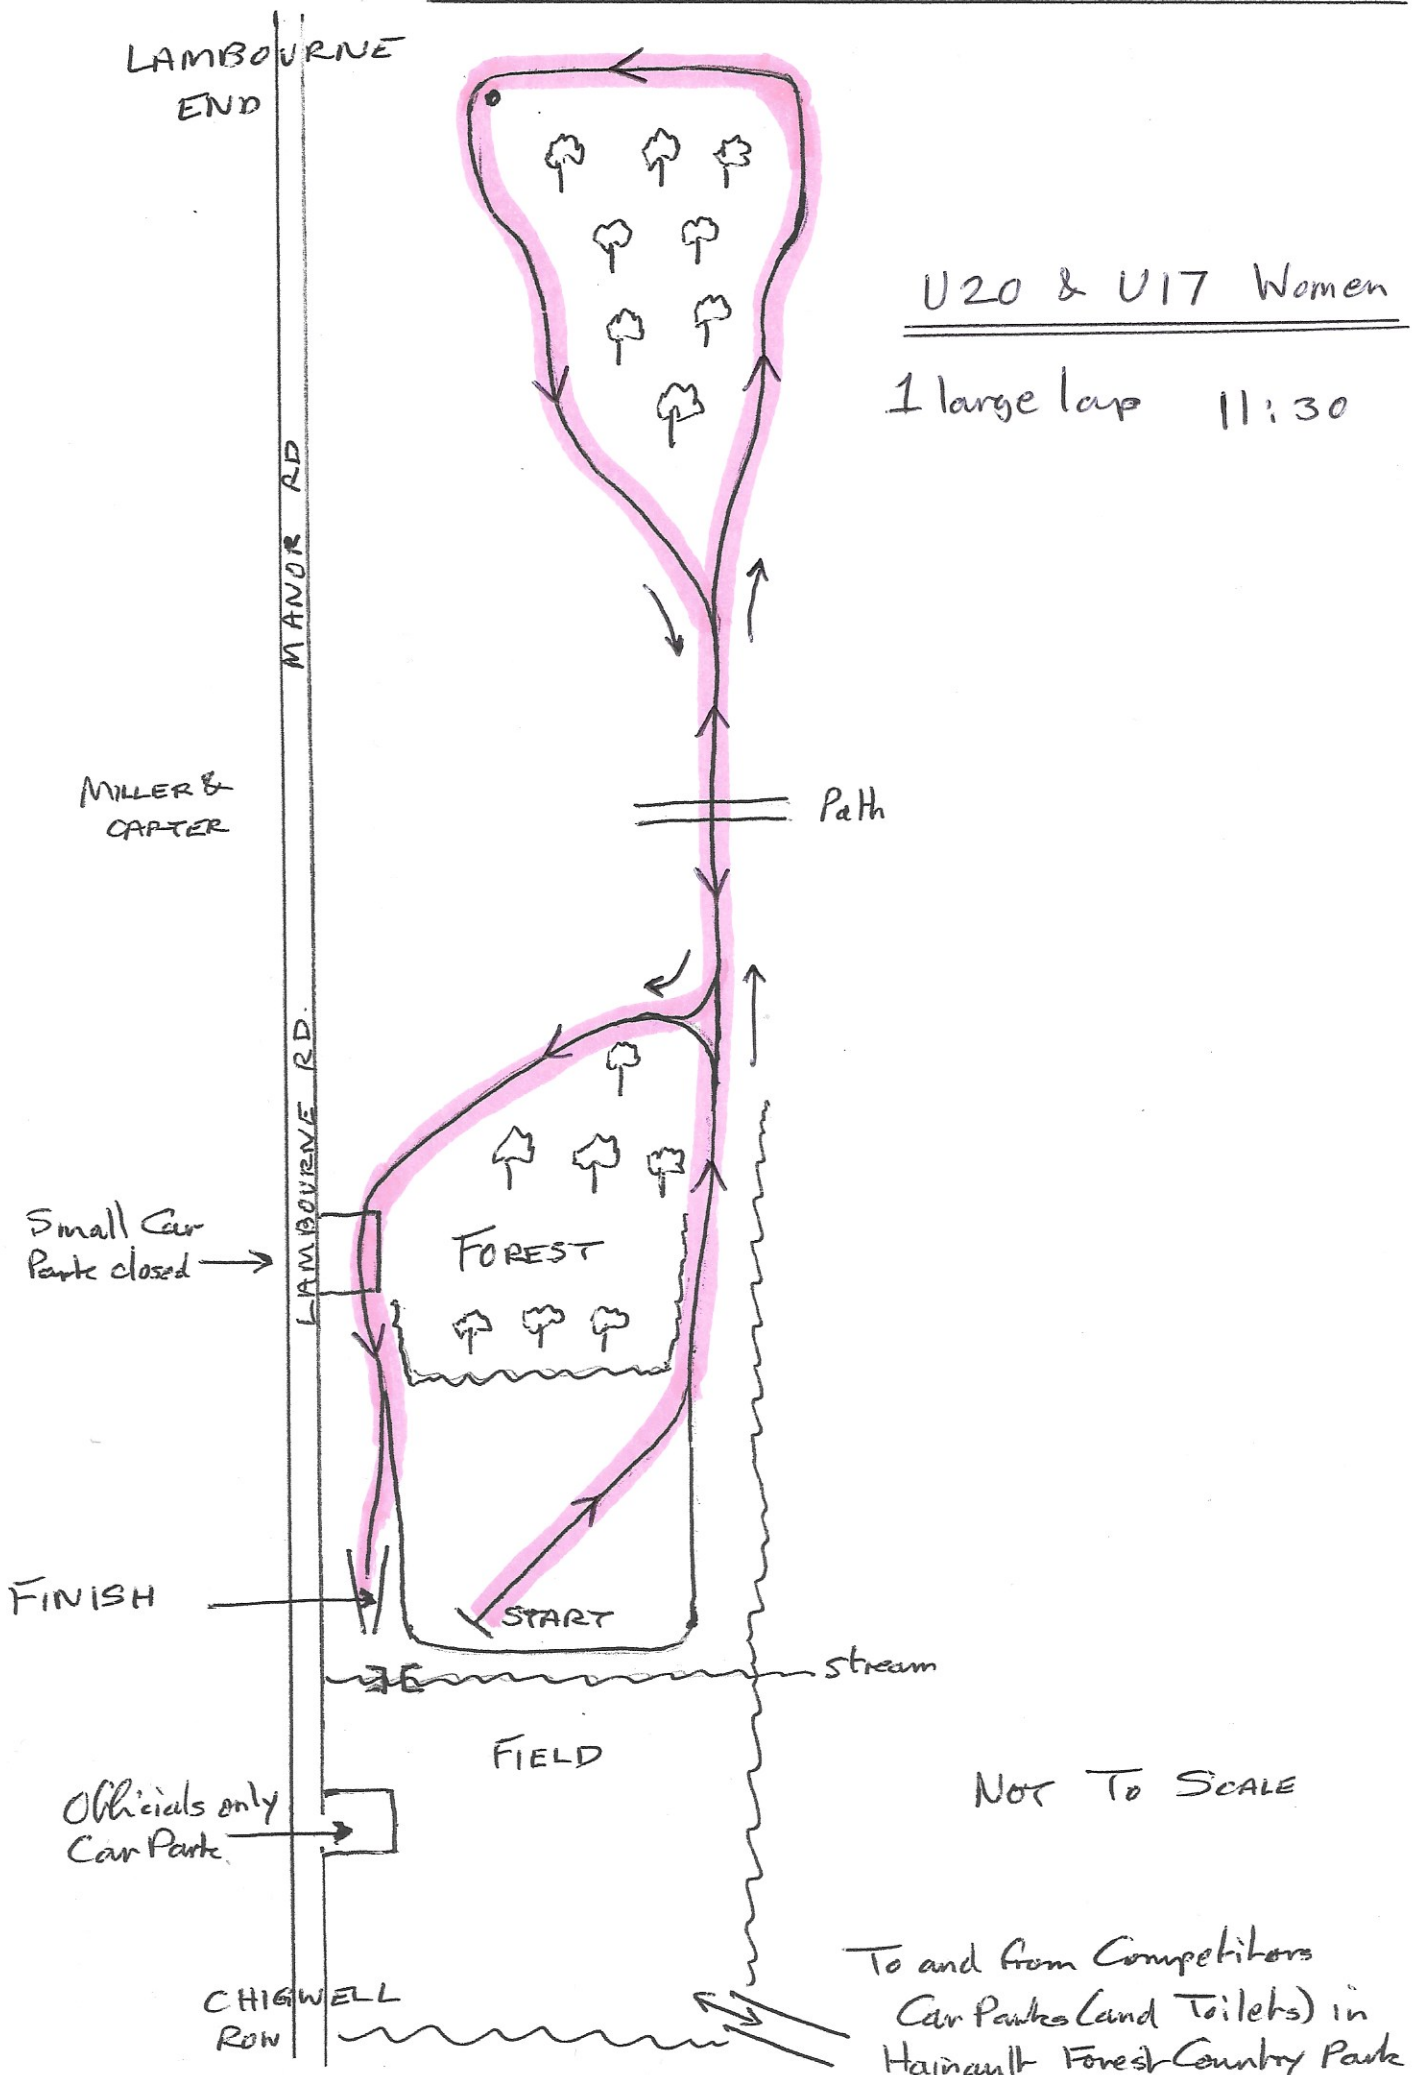 LAMBOURNE
END
U20 & U17 Women
1 large lap 11:30
MANOR RD
MILLER &
CARTER
Path
LAMBOURNE RD.
Small Car
Park closed
FOREST
FINISH
START
stream
FIELD
NOT TO SCALE
Officials only
Car Park
To and from Competitors
Car Parks (and Toilets) in
Hainault Forest Country Park
CHIGWELL
ROW